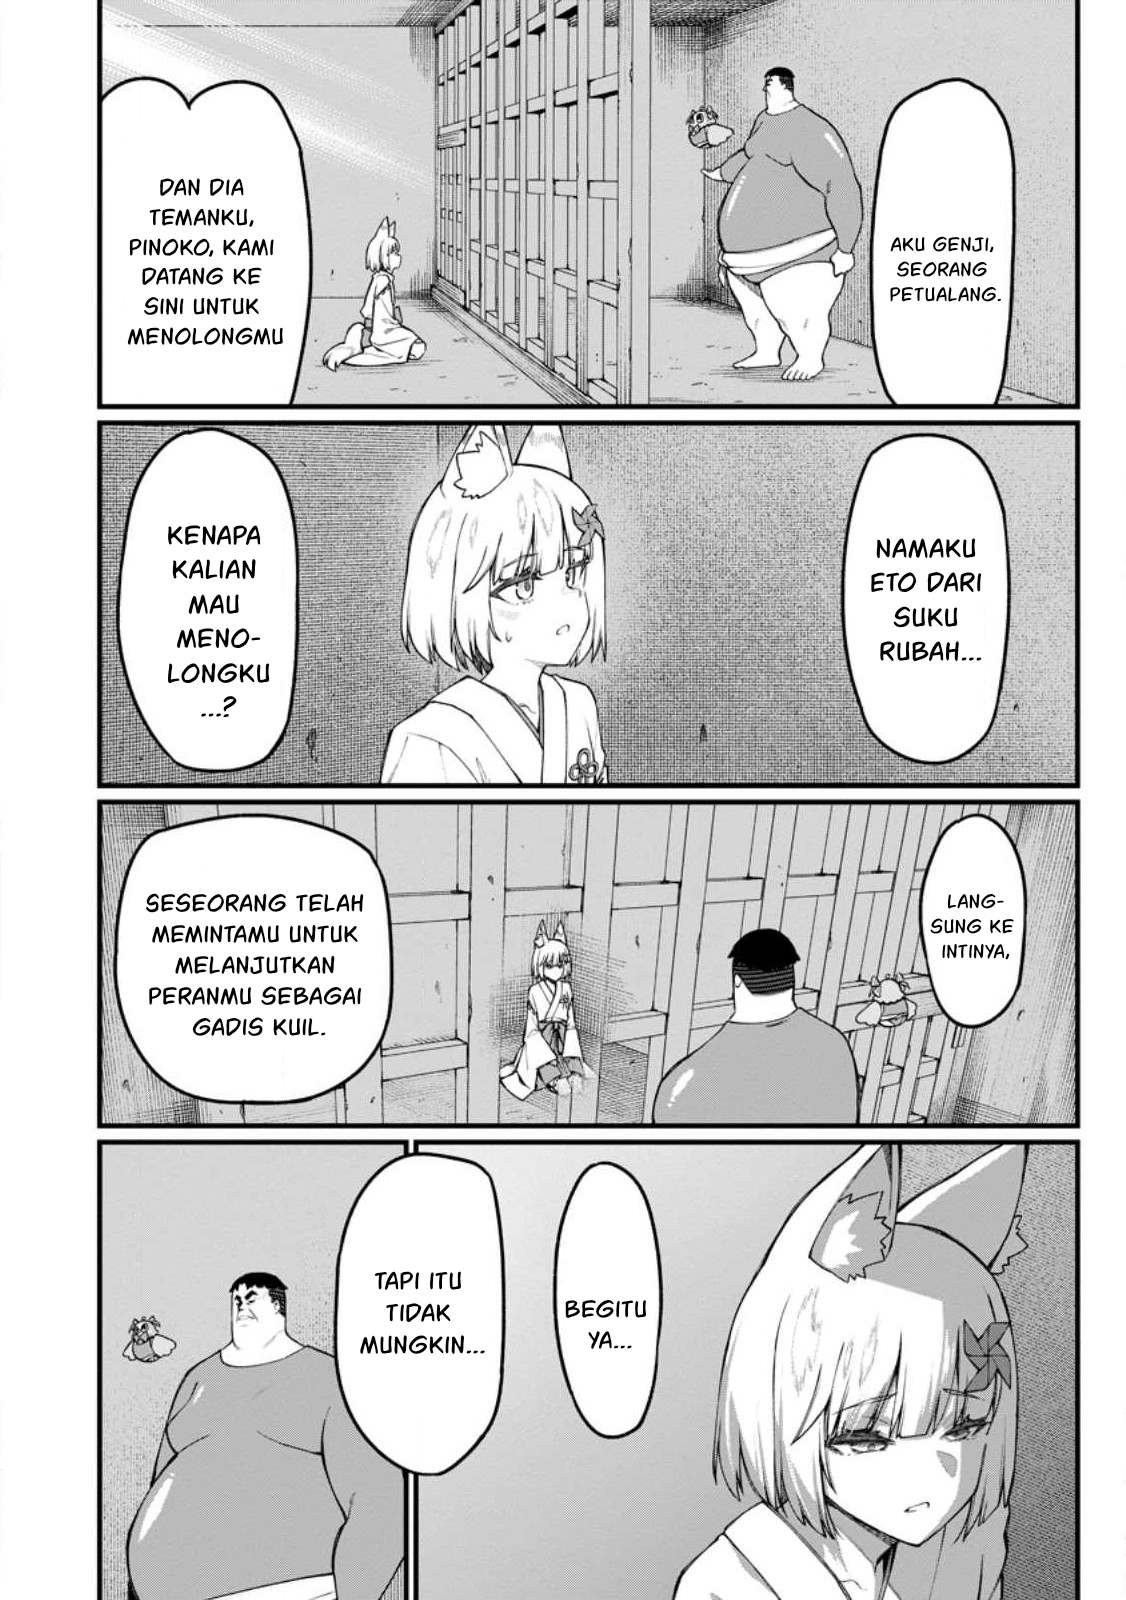 AKU GENJI,
SEORANG
PETUALANG.
DAN DIA
TEMANKU,
PINOKO, KAMI
DATANG KE
SINI UNTUK
MENOLONGMU
NAMAKU
ETO DARI
SUKU
RUBAH...
KENAPA
KALIAN
MAU
MENO-
LONGKU
...?
LANG-
SUNG KE
INTINYA,
SESEORANG TELAH
MEMINTAMU UNTUK
MELANJUTKAN
PERANMU SEBAGAI
GADIS KUIL.
BEGITU
YA...
TAPI ITU
TIDAK
MUNGKIN...